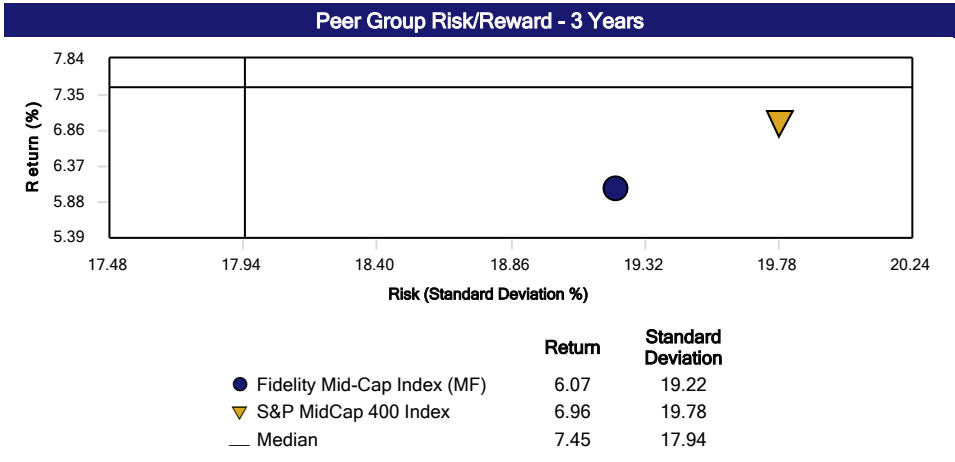 Peer Group Risk/Reward - 3 Years
Return (%)
7.84
7.35
6.86
6.37
5.88
5.39
17.48 17.94 18.40 18.86 19.32 19.78 20.24
Risk (Standard Deviation %)
Return Standard Deviation
Fidelity Mid-Cap Index (MF) 6.07 19.22
S&P MidCap 400 Index 6.96 19.78
Median 7.45 17.94